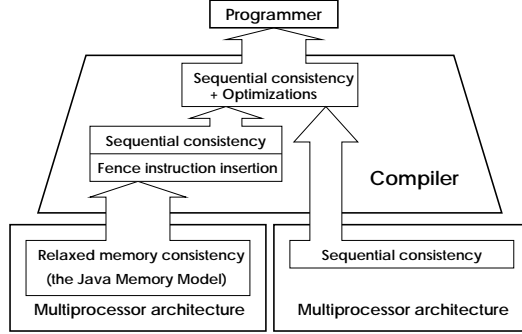 Programmer
Sequential consistency
+ Optimizations
Sequential consistency
Fence instruction insertion
Compiler
Relaxed memory consistency
(the Java Memory Model)
Multiprocessor architecture
Sequential consistency
Multiprocessor architecture